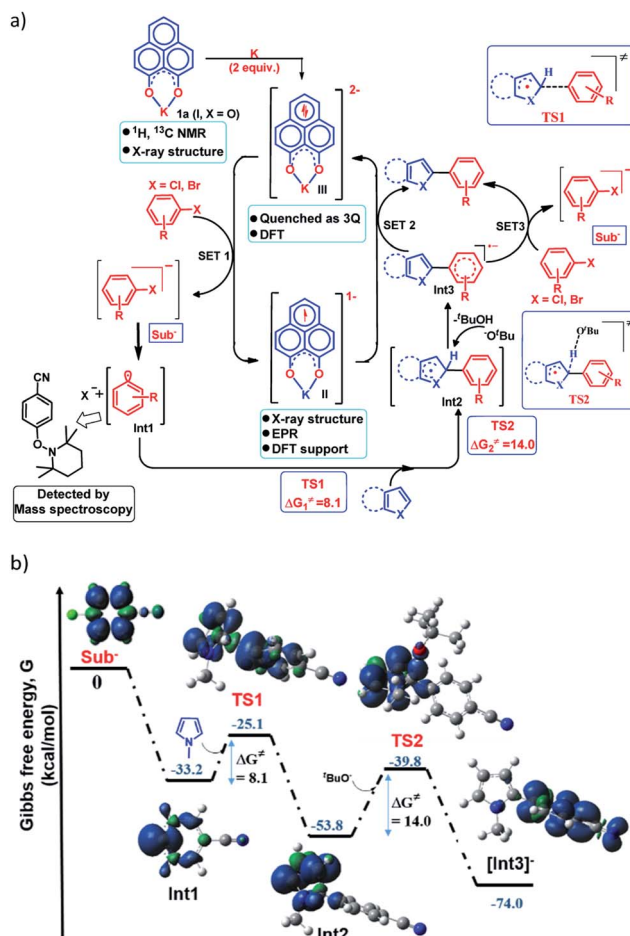 a)
K
(2 equiv.)
1a (I, X = O)
O
O
K
● ¹H, ¹³C NMR
● X-ray structure
2-
O
O
K
III
● Quenched as 3Q
● DFT
H
X
R
≠
TS1
X = Cl, Br
X
R
SET 1
SET 2
X
R
SET3
X
R
Sub⁻
X
R
X = Cl, Br
X
R
•−
Int3
X
R
Sub⁻
1-
O
O
K
II
● X-ray structure
● EPR
● DFT support
-ᵗBuOH
⁻OᵗBu
H
X
R
Int2
OᵗBu
H
X
R
≠
TS2
CN
O
N
X⁻ +
R
Int1
TS2
ΔG₂≠ =14.0
Detected by
Mass spectroscopy
TS1
ΔG₁≠ =8.1
X
b)
Gibbs free energy, G
(kcal/mol)
Sub⁻
0
TS1
-25.1
N
-33.2
ΔG≠
= 8.1
Int1
TS2
-39.8
ᵗBuO⁻
ΔG≠
= 14.0
-53.8
Int2
[Int3]⁻
-74.0